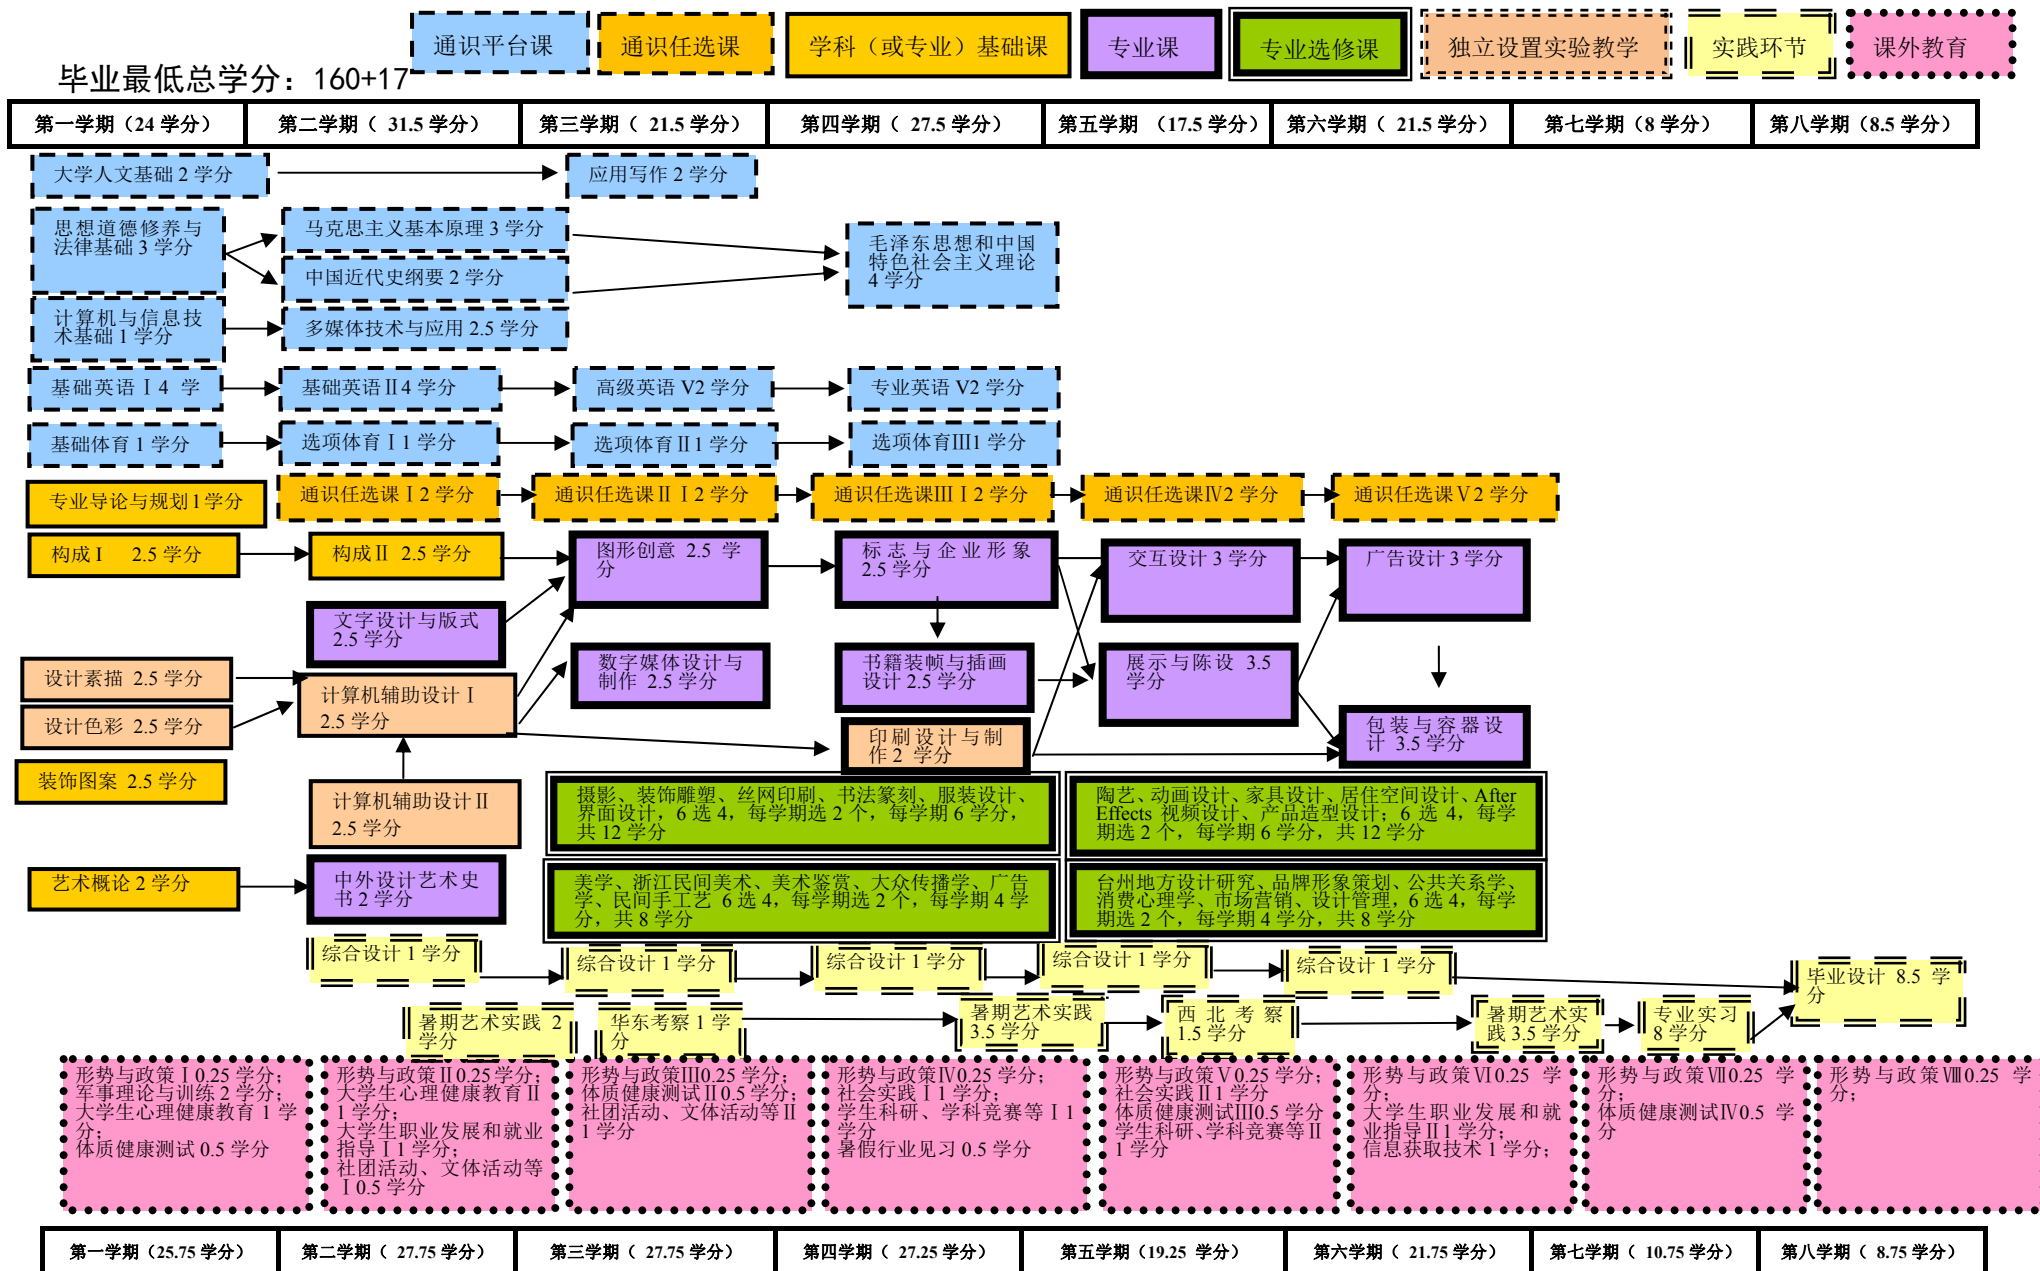 通识平台课
通识任选课
学科（或专业）基础课
专业课
专业选修课
独立设置实验教学
实践环节
课外教育
毕业最低总学分：160+17
第一学期（24 学分）
第二学期（ 31.5 学分）
第三学期（ 21.5 学分）
第四学期（ 27.5 学分）
第五学期 （17.5 学分）
第六学期（ 21.5 学分）
第七学期（8 学分）
第八学期（8.5 学分）
大学人文基础 2 学分
应用写作 2 学分
思想道德修养与
法律基础 3 学分
马克思主义基本原理 3 学分
中国近代史纲要 2 学分
毛泽东思想和中国
特色社会主义理论
4 学分
计算机与信息技
术基础 1 学分
多媒体技术与应用 2.5 学分
基础英语Ⅰ4 学
基础英语Ⅱ4 学分
高级英语 V2 学分
专业英语 V2 学分
基础体育 1 学分
选项体育Ⅰ1 学分
选项体育Ⅱ1 学分
选项体育Ⅲ1 学分
专业导论与规划 1 学分
通识任选课Ⅰ2 学分
通识任选课Ⅱ Ⅰ2 学分
通识任选课Ⅲ Ⅰ2 学分
通识任选课Ⅳ2 学分
通识任选课Ⅴ2 学分
构成Ⅰ 2.5 学分
构成Ⅱ 2.5 学分
图形创意 2.5 学
分
标志与企业形象
2.5 学分
交互设计 3 学分
广告设计 3 学分
文字设计与版式
2.5 学分
设计素描 2.5 学分
设计色彩 2.5 学分
计算机辅助设计Ⅰ
2.5 学分
数字媒体设计与
制作 2.5 学分
书籍装帧与插画
设计 2.5 学分
展示与陈设 3.5
学分
印刷设计与制
作 2 学分
包装与容器设
计 3.5 学分
装饰图案 2.5 学分
计算机辅助设计Ⅱ
2.5 学分
摄影、装饰雕塑、丝网印刷、书法篆刻、服装设计、
界面设计，6 选 4，每学期选 2 个，每学期 6 学分，
共 12 学分
陶艺、动画设计、家具设计、居住空间设计、After
Effects 视频设计、产品造型设计；6 选 4，每学
期选 2 个，每学期 6 学分，共 12 学分
艺术概论 2 学分
中外设计艺术史
书 2 学分
美学、浙江民间美术、美术鉴赏、大众传播学、广告
学、民间手工艺 6 选 4，每学期选 2 个，每学期 4 学
分，共 8 学分
台州地方设计研究、品牌形象策划、公共关系学、
消费心理学、市场营销、设计管理，6 选 4，每学
期选 2 个，每学期 4 学分，共 8 学分
综合设计 1 学分
综合设计 1 学分
综合设计 1 学分
综合设计 1 学分
综合设计 1 学分
毕业设计 8.5 学
分
暑期艺术实践 2
学分
华东考察 1 学
分
暑期艺术实践
3.5 学分
西北考察
1.5 学分
暑期艺术实
践 3.5 学分
专业实习
8 学分
形势与政策Ⅰ0.25 学分；
军事理论与训练 2 学分；
大学生心理健康教育 1 学
分；
体质健康测试 0.5 学分
形势与政策Ⅱ0.25 学分；
大学生心理健康教育Ⅱ
1 学分；
大学生职业发展和就业
指导Ⅰ1 学分；
社团活动、文体活动等
Ⅰ0.5 学分
形势与政策Ⅲ0.25 学分；
体质健康测试Ⅱ0.5 学分；
社团活动、文体活动等Ⅱ
1 学分
形势与政策Ⅳ0.25 学分；
社会实践Ⅰ1 学分；
学生科研、学科竞赛等Ⅰ1
学分
暑假行业见习 0.5 学分
形势与政策Ⅴ0.25 学分；
社会实践Ⅱ1 学分
体质健康测试Ⅲ0.5 学分
学生科研、学科竞赛等Ⅱ
1 学分
形势与政策Ⅵ0.25 学
分；
大学生职业发展和就
业指导Ⅱ1 学分；
信息获取技术 1 学分；
形势与政策Ⅶ0.25 学
分；
体质健康测试Ⅳ0.5 学
分
形势与政策Ⅷ0.25 学
分；
第一学期（25.75 学分）
第二学期（ 27.75 学分）
第三学期（ 27.75 学分）
第四学期（ 27.25 学分）
第五学期（19.25 学分）
第六学期（ 21.75 学分）
第七学期（ 10.75 学分）
第八学期（ 8.75 学分）